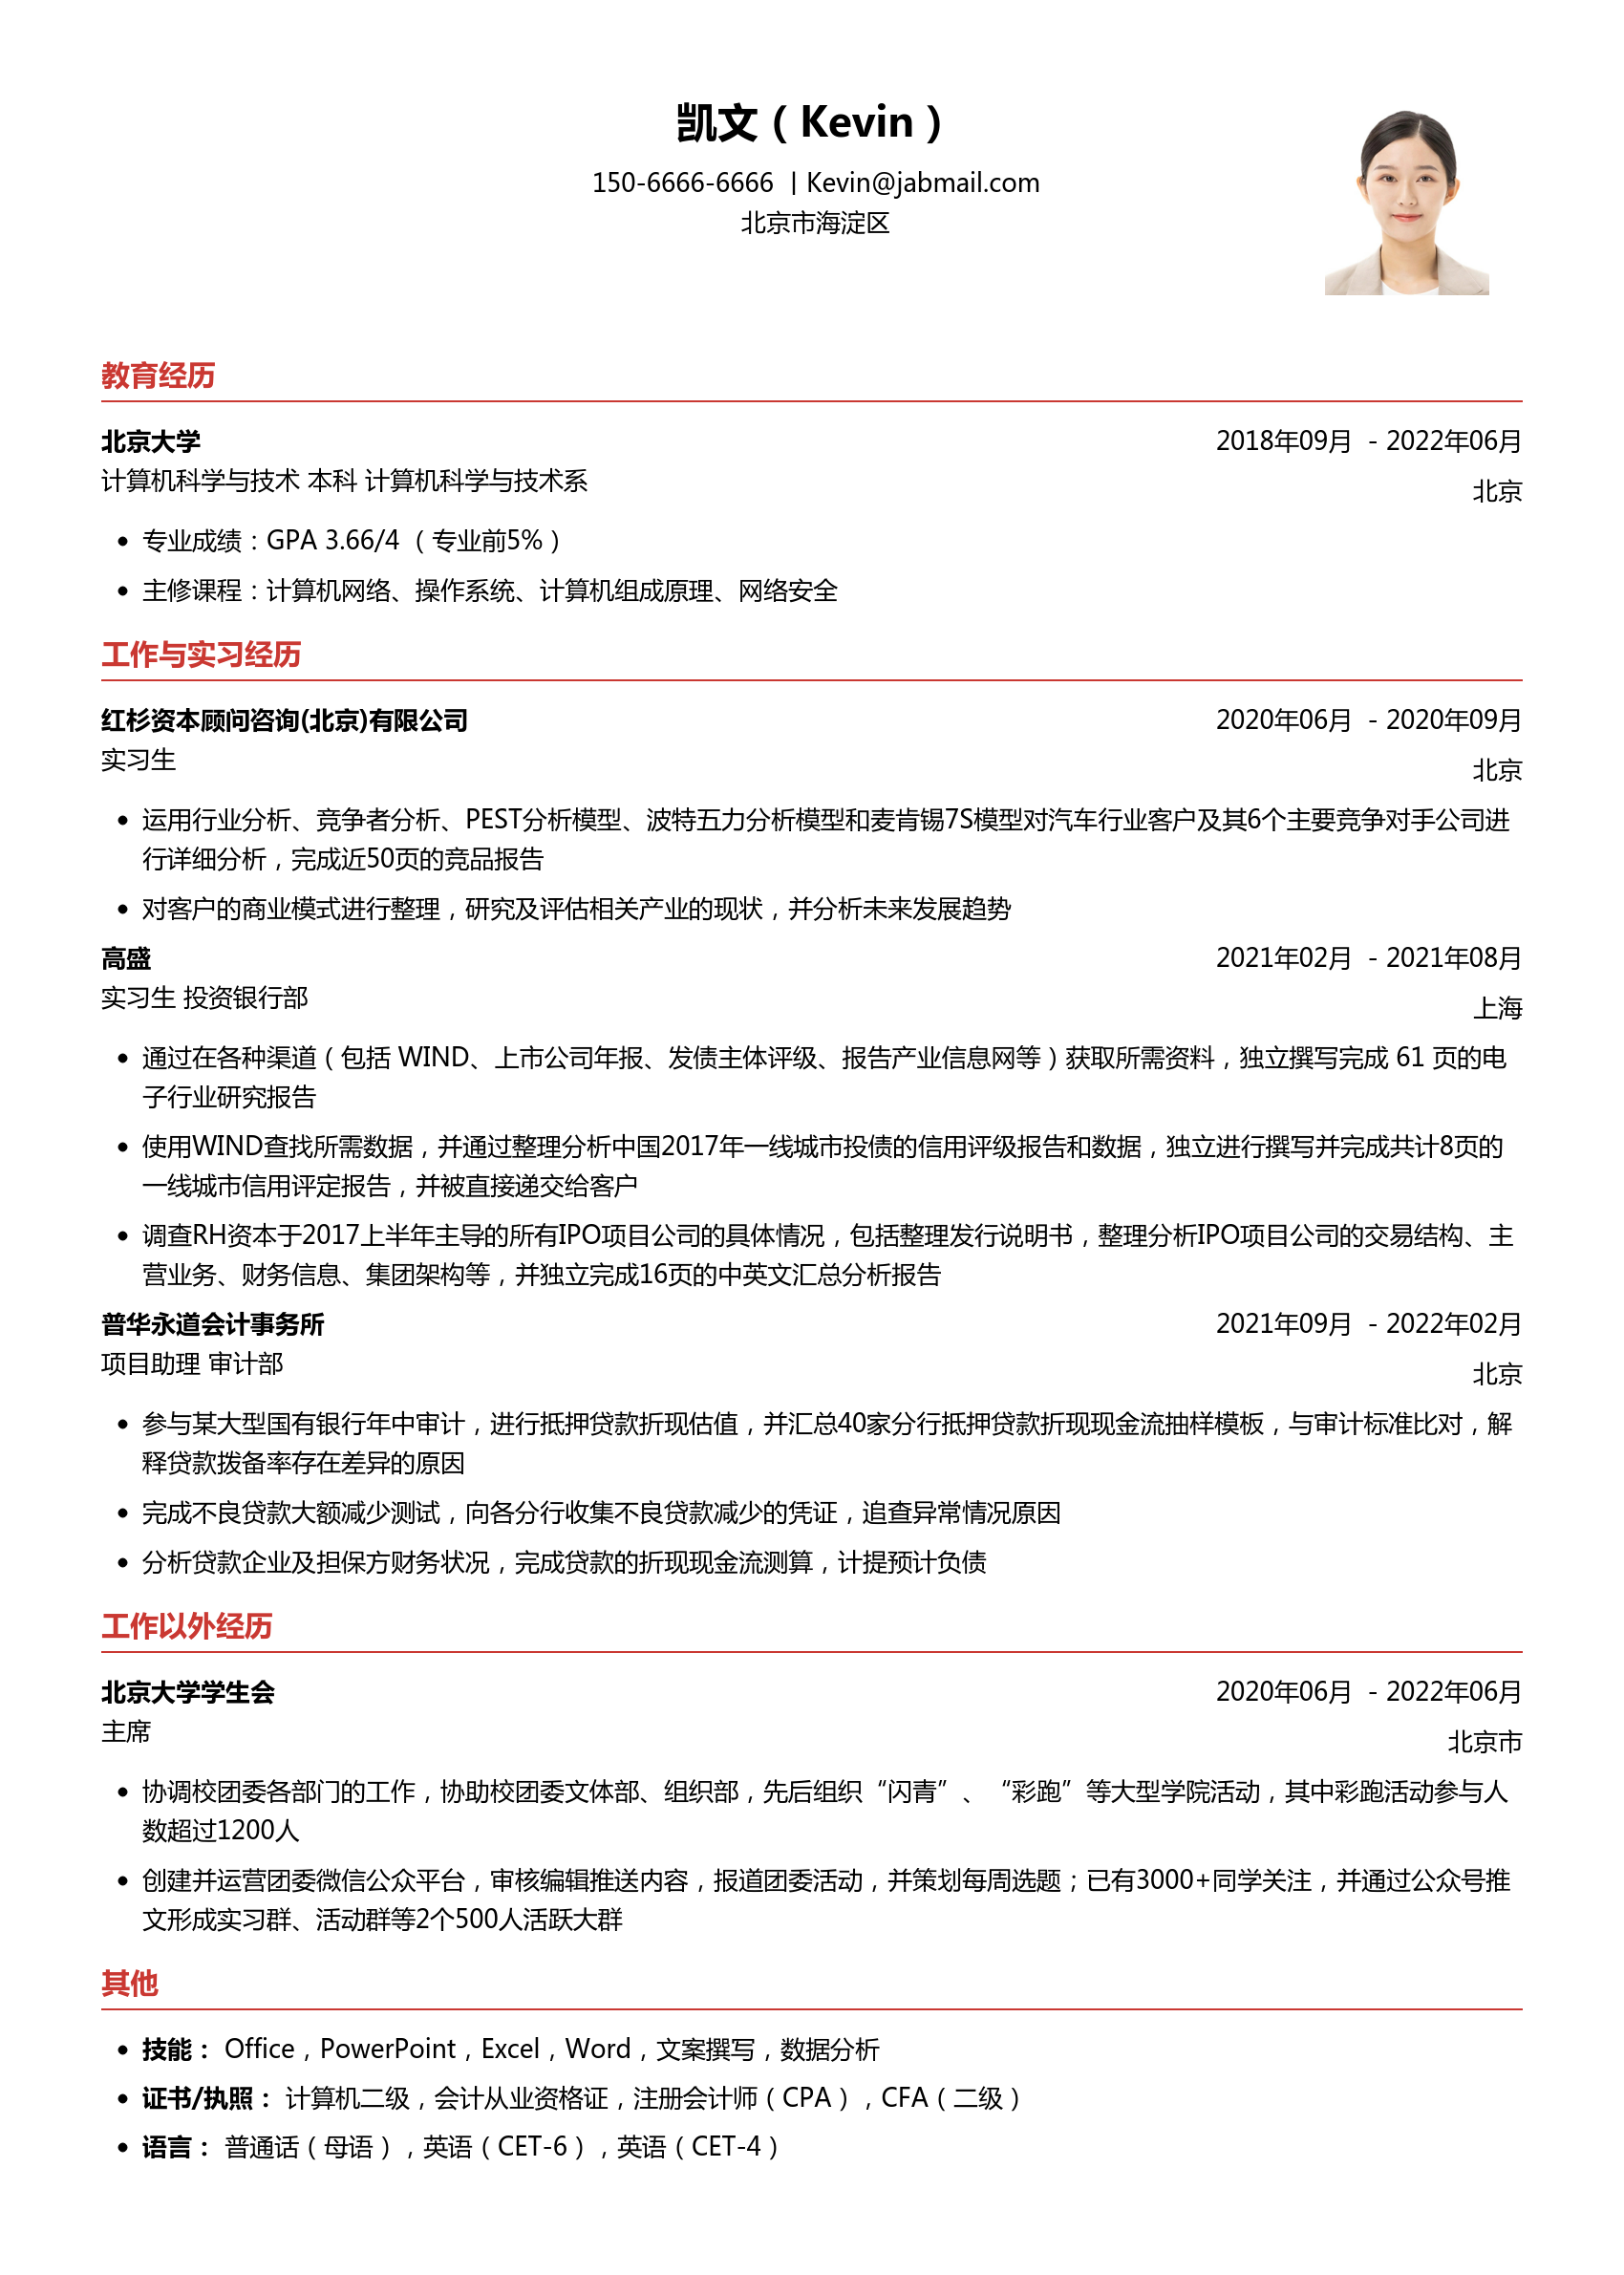 凯文（Kevin）
150-6666-6666 | Kevin@jabmail.com
北京市海淀区
教育经历
北京大学 2018年09月 - 2022年06月
计算机科学与技术 本科 计算机科学与技术系 北京
• 专业成绩：GPA 3.66/4 （专业前5%）
• 主修课程：计算机网络、操作系统、计算机组成原理、网络安全
工作与实习经历
红杉资本顾问咨询(北京)有限公司 2020年06月 - 2020年09月
实习生 北京
• 运用行业分析、竞争者分析、PEST分析模型、波特五力分析模型和麦肯锡7S模型对汽车行业客户及其6个主要竞争对手公司进
行详细分析，完成近50页的竞品报告
• 对客户的商业模式进行整理，研究及评估相关产业的现状，并分析未来发展趋势
高盛 2021年02月 - 2021年08月
实习生 投资银行部 上海
• 通过在各种渠道（包括 WIND、上市公司年报、发债主体评级、报告产业信息网等）获取所需资料，独立撰写完成 61 页的电
子行业研究报告
• 使用WIND查找所需数据，并通过整理分析中国2017年一线城市投债的信用评级报告和数据，独立进行撰写并完成共计8页的
一线城市信用评定报告，并被直接递交给客户
• 调查RH资本于2017上半年主导的所有IPO项目公司的具体情况，包括整理发行说明书，整理分析IPO项目公司的交易结构、主
营业务、财务信息、集团架构等，并独立完成16页的中英文汇总分析报告
普华永道会计事务所 2021年09月 - 2022年02月
项目助理 审计部 北京
• 参与某大型国有银行年中审计，进行抵押贷款折现估值，并汇总40家分行抵押贷款折现现金流抽样模板，与审计标准比对，解
释贷款拨备率存在差异的原因
• 完成不良贷款大额减少测试，向各分行收集不良贷款减少的凭证，追查异常情况原因
• 分析贷款企业及担保方财务状况，完成贷款的折现现金流测算，计提预计负债
工作以外经历
北京大学学生会 2020年06月 - 2022年06月
主席 北京市
• 协调校团委各部门的工作，协助校团委文体部、组织部，先后组织“闪青”、“彩跑”等大型学院活动，其中彩跑活动参与人
数超过1200人
• 创建并运营团委微信公众平台，审核编辑推送内容，报道团委活动，并策划每周选题；已有3000+同学关注，并通过公众号推
文形成实习群、活动群等2个500人活跃大群
其他
• 技能： Office，PowerPoint，Excel，Word，文案撰写，数据分析
• 证书/执照： 计算机二级，会计从业资格证，注册会计师（CPA），CFA（二级）
• 语言： 普通话（母语），英语（CET-6），英语（CET-4）